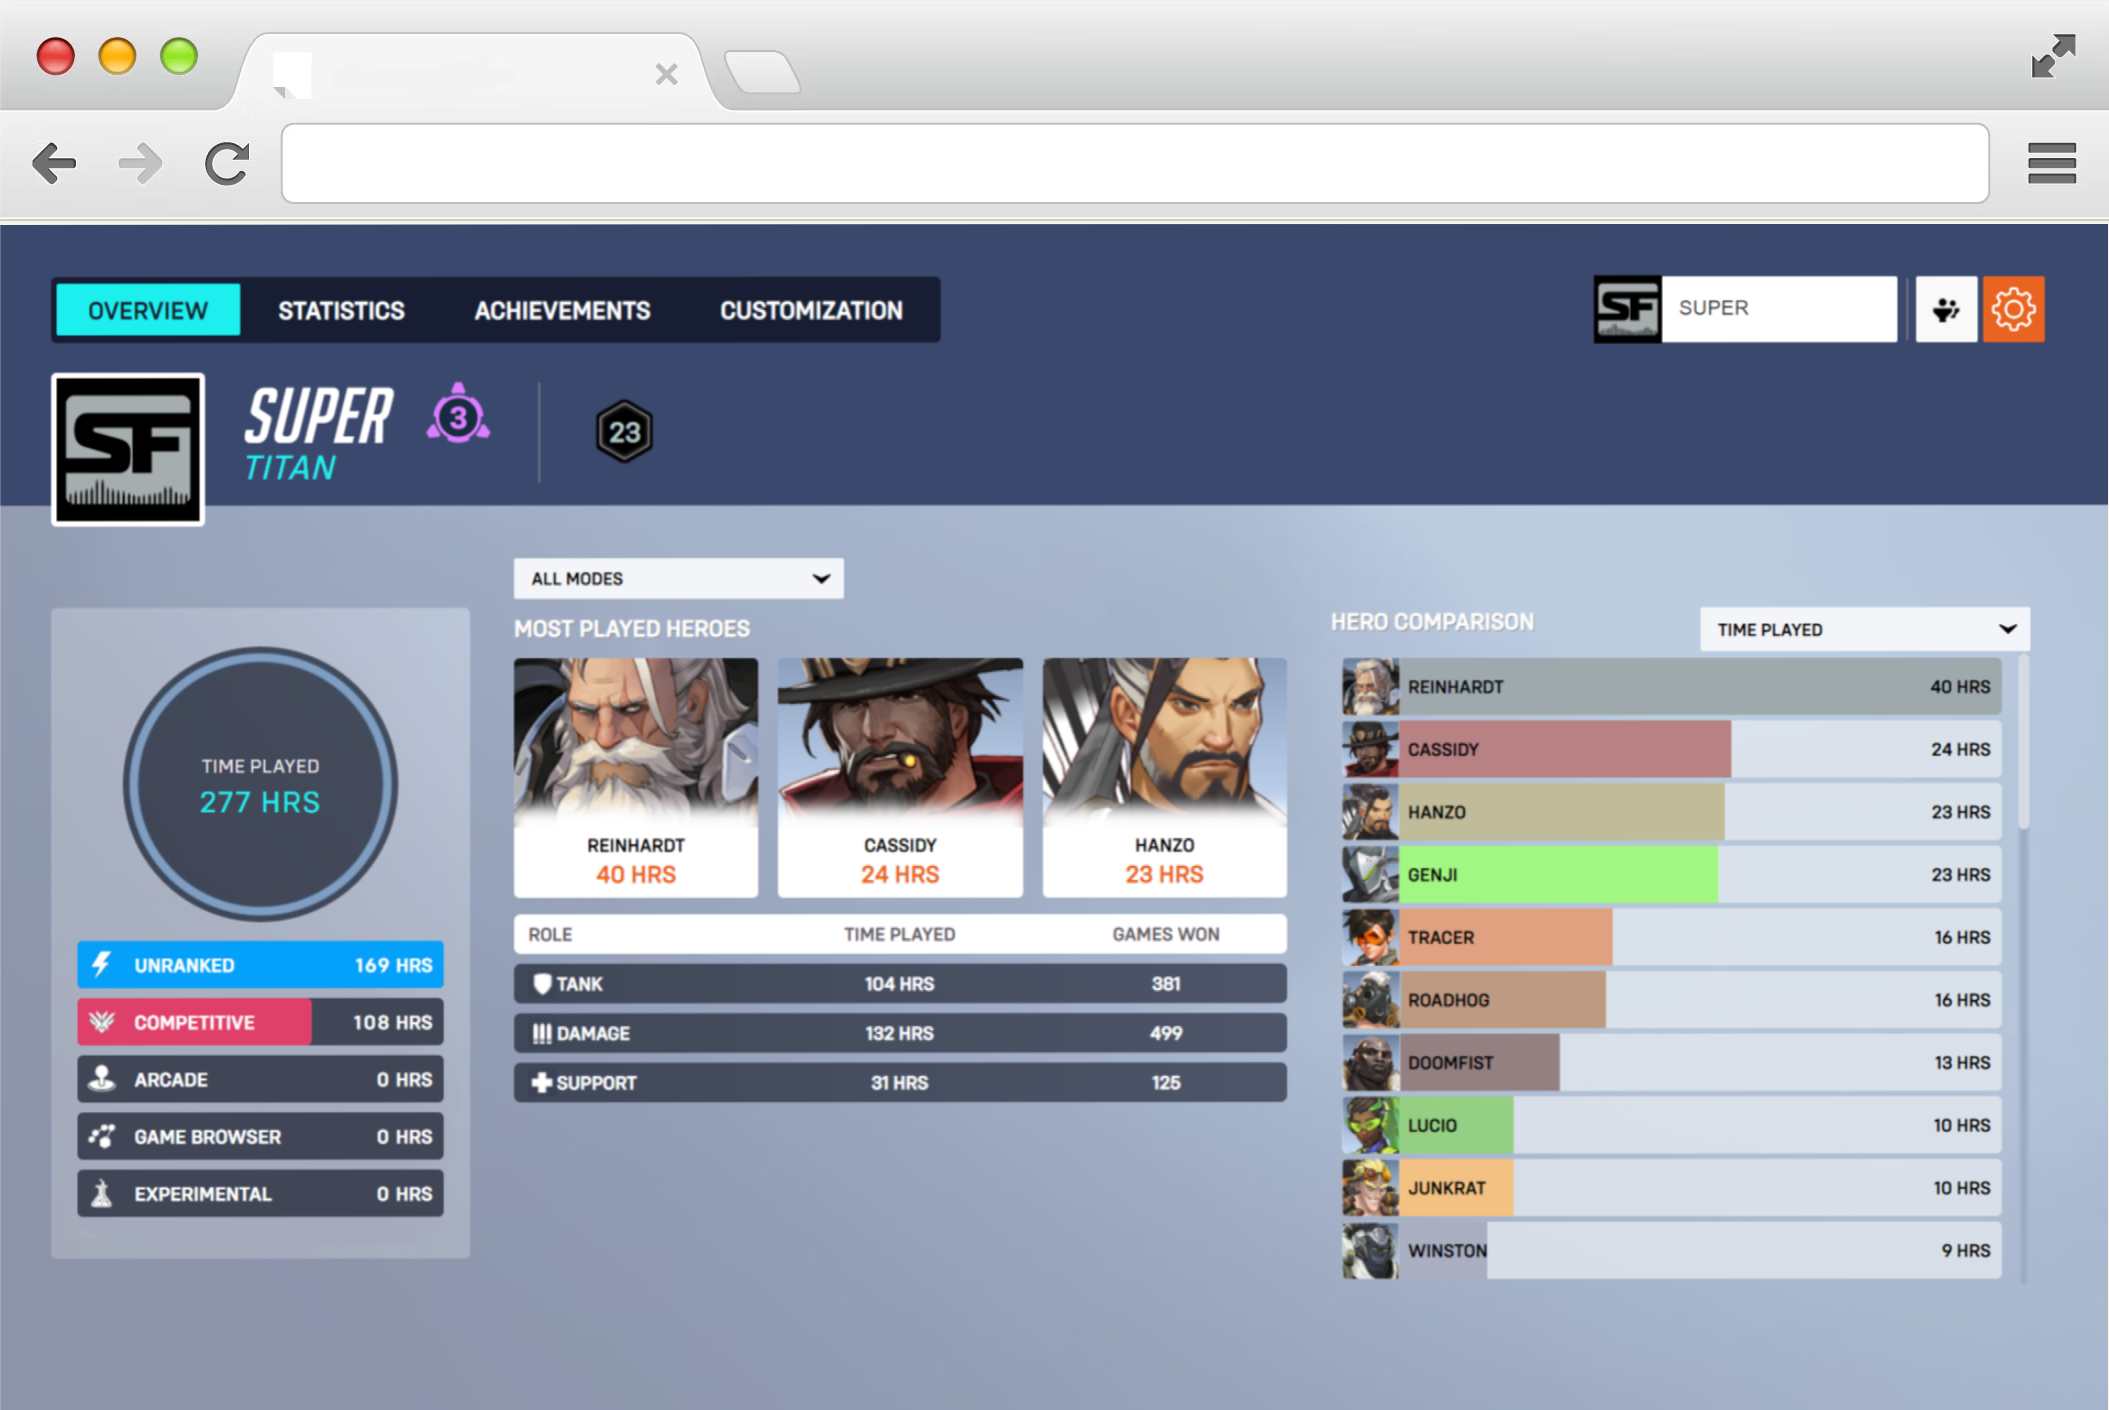 OVERVIEW STATISTICS ACHIEVEMENTS CUSTOMIZATION
SF SUPER
SF
SUPER 3
TITAN
23
ALL MODES
MOST PLAYED HEROES
REINHARDT
40 HRS
CASSIDY
24 HRS
HANZO
23 HRS
TIME PLAYED
277 HRS
UNRANKED 169 HRS
COMPETITIVE 108 HRS
ARCADE 0 HRS
GAME BROWSER 0 HRS
EXPERIMENTAL 0 HRS
ROLE TIME PLAYED GAMES WON
TANK 104 HRS 381
DAMAGE 132 HRS 499
SUPPORT 31 HRS 125
HERO COMPARISON
TIME PLAYED
REINHARDT 40 HRS
CASSIDY 24 HRS
HANZO 23 HRS
GENJI 23 HRS
TRACER 16 HRS
ROADHOG 16 HRS
DOOMFIST 13 HRS
LUCIO 10 HRS
JUNKRAT 10 HRS
WINSTON 9 HRS